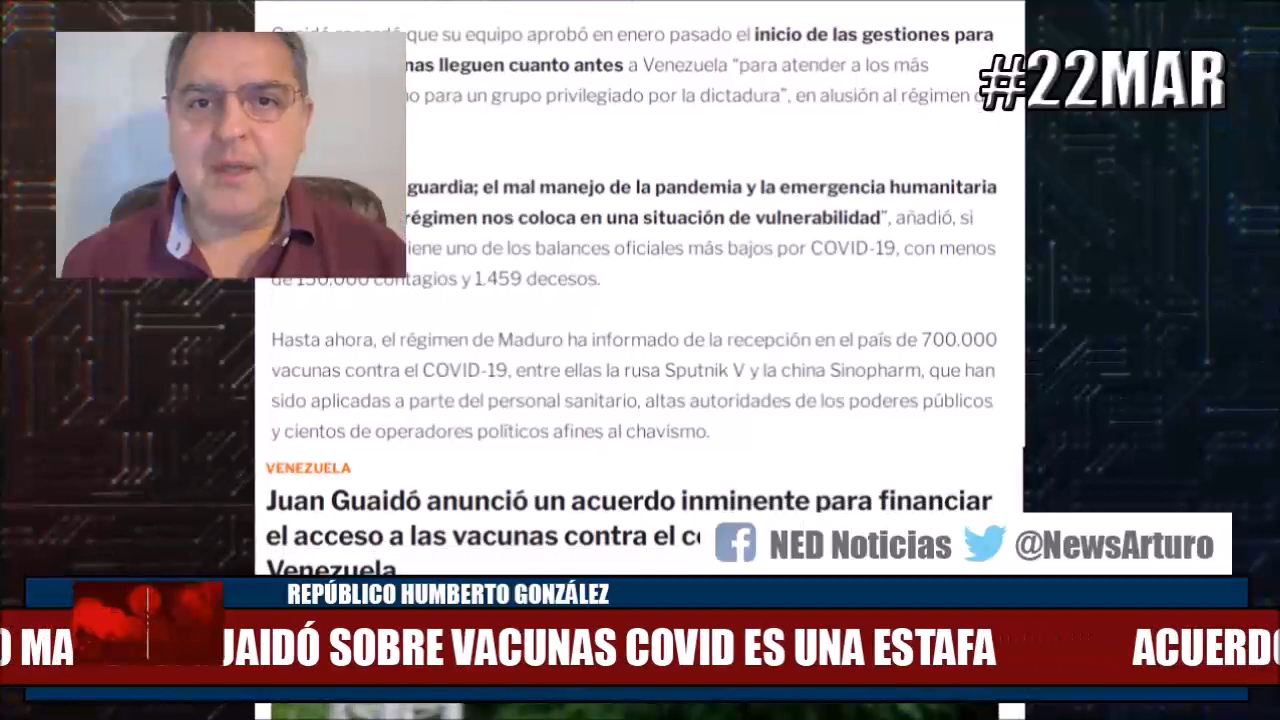 que su equipo aprobó en enero pasado el inicio de las gestiones para
nas lleguen cuanto antes a Venezuela "para atender a los más
o para un grupo privilegiado por la dictadura", en alusión al régimen
#22MAR
guardia; el mal manejo de la pandemia y la emergencia humanitaria
régimen nos coloca en una situación de vulnerabilidad", añadió, si
iene uno de los balances oficiales más bajos por COVID-19, con menos
de 150.000 contagios y 1.459 decesos.
Hasta ahora, el régimen de Maduro ha informado de la recepción en el país de 700.000
vacunas contra el COVID-19, entre ellas la rusa Sputnik V y la china Sinopharm, que han
sido aplicadas a parte del personal sanitario, altas autoridades de los poderes públicos
y cientos de operadores políticos afines al chavismo.
VENEZUELA
Juan Guaidó anunció un acuerdo inminente para financiar
el acceso a las vacunas contra el c
Venezuela
NED Noticias @NewsArturo
REPÚBLICO HUMBERTO GONZÁLEZ
O MA UAIDÓ SOBRE VACUNAS COVID ES UNA ESTAFA ACUERDO